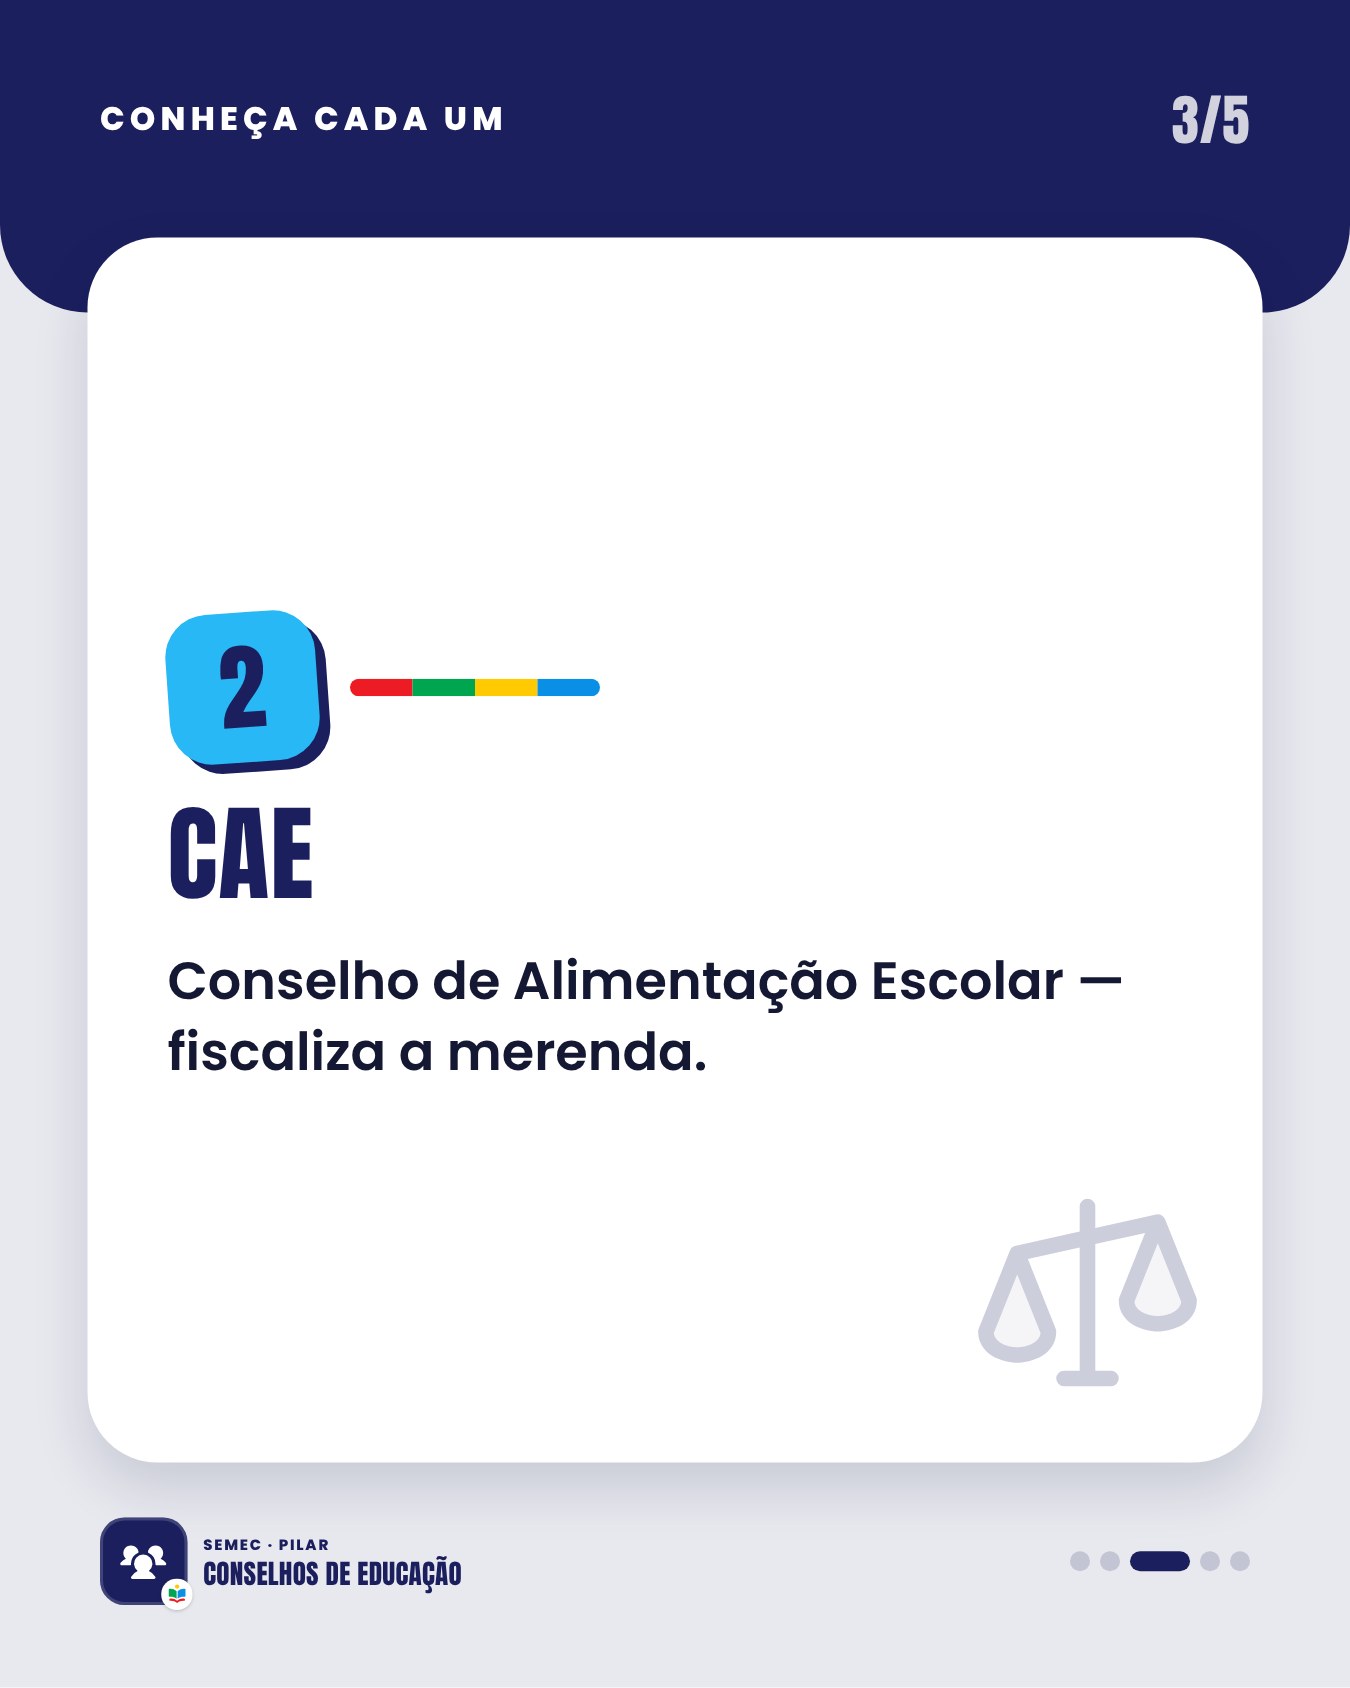 CONHEÇA CADA UM
3/5
2
CAE
Conselho de Alimentação Escolar —
fiscaliza a merenda.
SEMEC · PILAR
CONSELHOS DE EDUCAÇÃO